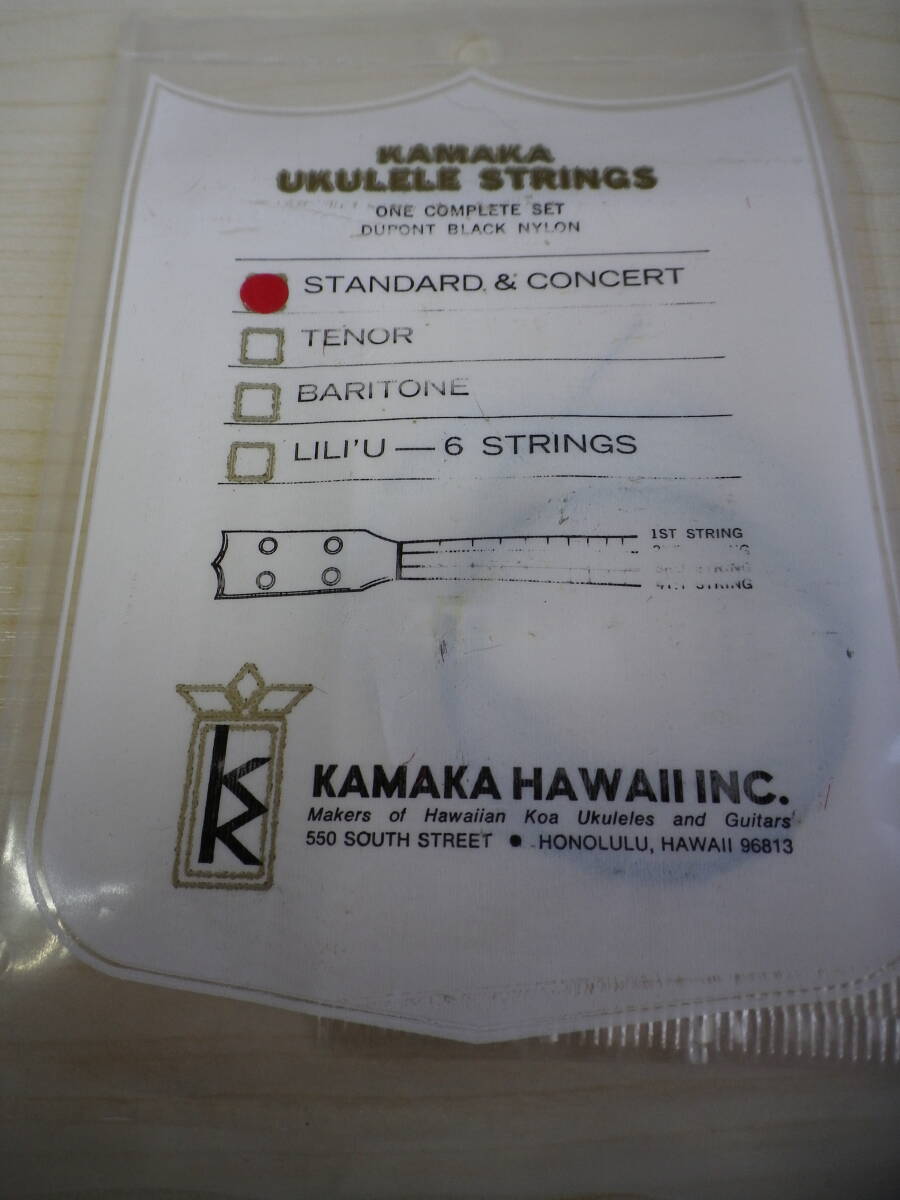 KAMAKA
UKULELE STRINGS
ONE COMPLETE SET
DUPONT BLACK NYLON
STANDARD & CONCERT
TENOR
BARITONE
LILI'U — 6 STRINGS
1ST STRING
STRING
KAMAKA HAWAII INC.
Makers of Hawaiian Koa Ukuleles and Guitars
550 SOUTH STREET ● HONOLULU, HAWAII 96813